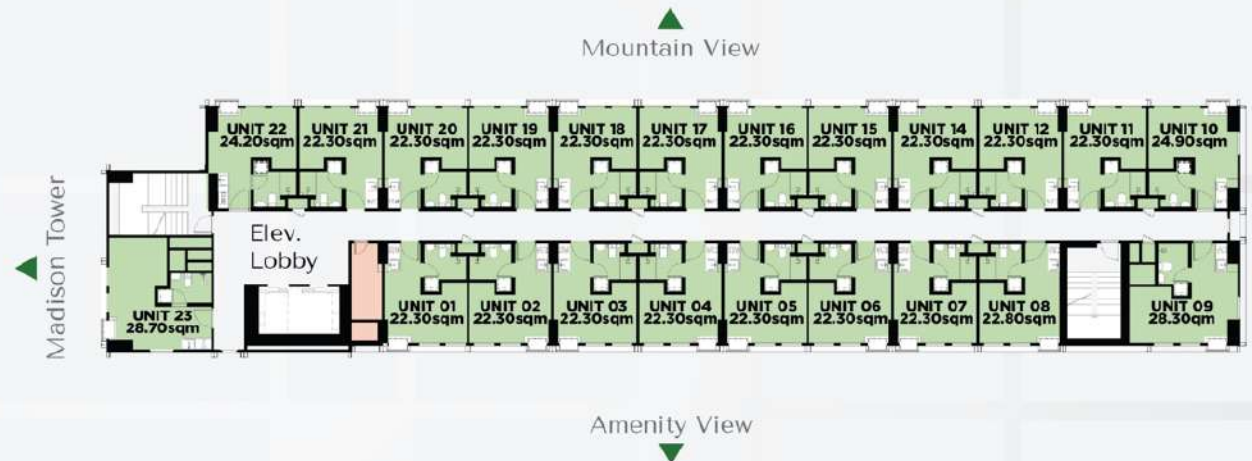 Mountain View
UNIT 22
24.20sqm
UNIT 21
22.30sqm
UNIT 20
22.30sqm
UNIT 19
22.30sqm
UNIT 18
22.30sqm
UNIT 17
22.30sqm
UNIT 16
22.30sqm
UNIT 15
22.30sqm
UNIT 14
22.30sqm
UNIT 12
22.30sqm
UNIT 11
22.30sqm
UNIT 10
24.90sqm
Madison Tower
Elev.
Lobby
UNIT 23
28.70sqm
UNIT 01
22.30sqm
UNIT 02
22.30sqm
UNIT 03
22.30sqm
UNIT 04
22.30sqm
UNIT 05
22.30sqm
UNIT 06
22.30sqm
UNIT 07
22.30sqm
UNIT 08
22.80sqm
UNIT 09
28.30qm
Amenity View